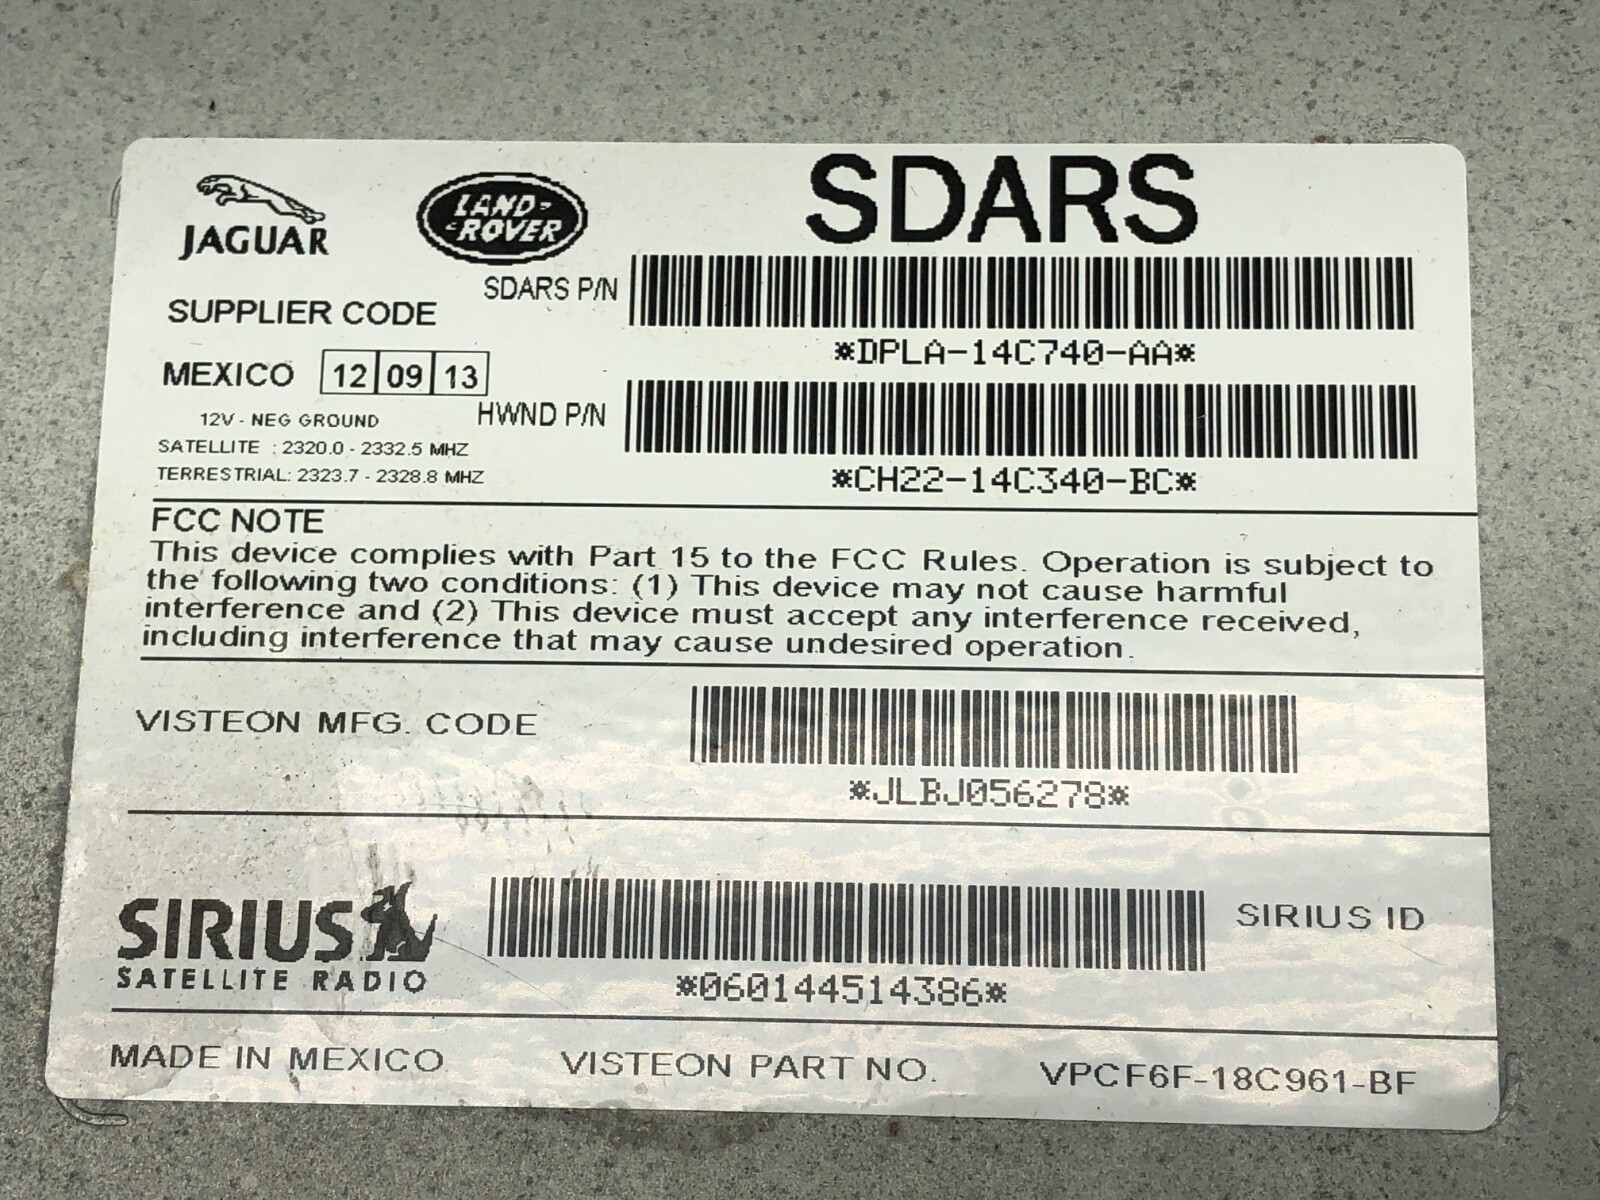 JAGUAR
LAND-
-ROVER
SDARS
SDARS P/N
*DPLA-14C740-AA*
SUPPLIER CODE
MEXICO 12 09 13
HWND P/N
*CH22-14C340-BC*
12V - NEG GROUND
SATELLITE : 2320.0 - 2332.5 MHZ
TERRESTRIAL: 2323.7 - 2328.8 MHZ
FCC NOTE
This device complies with Part 15 to the FCC Rules. Operation is subject to
the following two conditions: (1) This device may not cause harmful
interference and (2) This device must accept any interference received,
including interference that may cause undesired operation.
VISTEON MFG. CODE
*JLBJ056278*
SIRIUS
SATELLITE RADIO
*060144514386*
SIRIUS ID
MADE IN MEXICO VISTEON PART NO. VPCF6F-18C961-BF